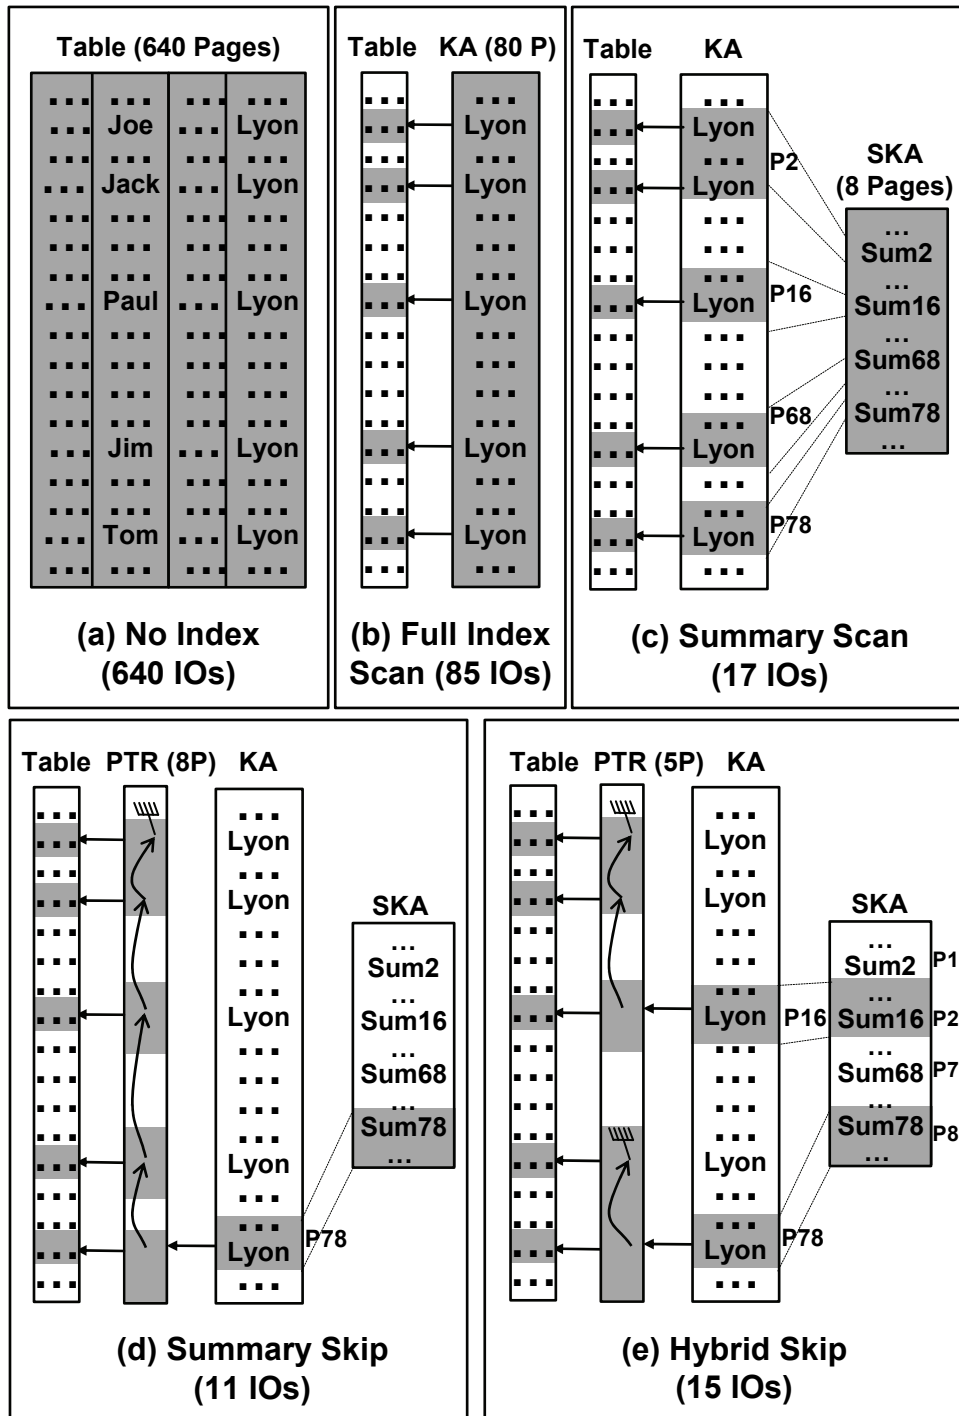 Table (640 Pages)
... ... ... ...
... Joe ... Lyon
... ... ... ...
... Jack ... Lyon
... ... ... ...
... ... ... ...
... ... ... ...
... Paul ... Lyon
... ... ... ...
... ... ... ...
... ... ... ...
... ... ... ...
... Jim ... Lyon
... ... ... ...
... ... ... ...
... Tom ... Lyon
... ... ... ...
(a) No Index
(640 IOs)
Table KA (80 P)
... ...
... Lyon
... ...
... Lyon
... ...
... ...
... ...
... Lyon
... ...
... ...
... ...
... ...
... Lyon
... ...
... ...
... Lyon
... ...
(b) Full Index
Scan (85 IOs)
Table KA
... ...
... Lyon
... ...
... Lyon
... ...
... ...
... ...
... Lyon
... ...
... ...
... ...
... ...
... Lyon
... ...
... ...
... Lyon
... ...
P2
P16
P68
P78
SKA
(8 Pages)
...
Sum2
...
Sum16
...
Sum68
...
Sum78
...
(c) Summary Scan
(17 IOs)
Table PTR (8P) KA
... ...
... Lyon
... ...
... Lyon
... ...
... ...
... ...
... Lyon
... ...
... ...
... ...
... ...
... Lyon
... ...
... ...
... Lyon
... ...
P78
SKA
...
Sum2
...
Sum16
...
Sum68
...
Sum78
...
(d) Summary Skip
(11 IOs)
Table PTR (5P) KA
... ...
... Lyon
... ...
... Lyon
... ...
... ...
... ...
... Lyon
... ...
... ...
... ...
... ...
... Lyon
... ...
... ...
... Lyon
... ...
P16
P78
SKA
...
Sum2 P1
...
Sum16 P2
...
Sum68 P7
...
Sum78 P8
...
(e) Hybrid Skip
(15 IOs)